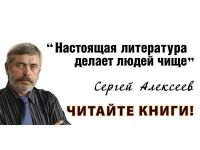 “Настоящая литература
делает людей чище”
Сергей Алексеев
ЧИТАЙТЕ КНИГИ!